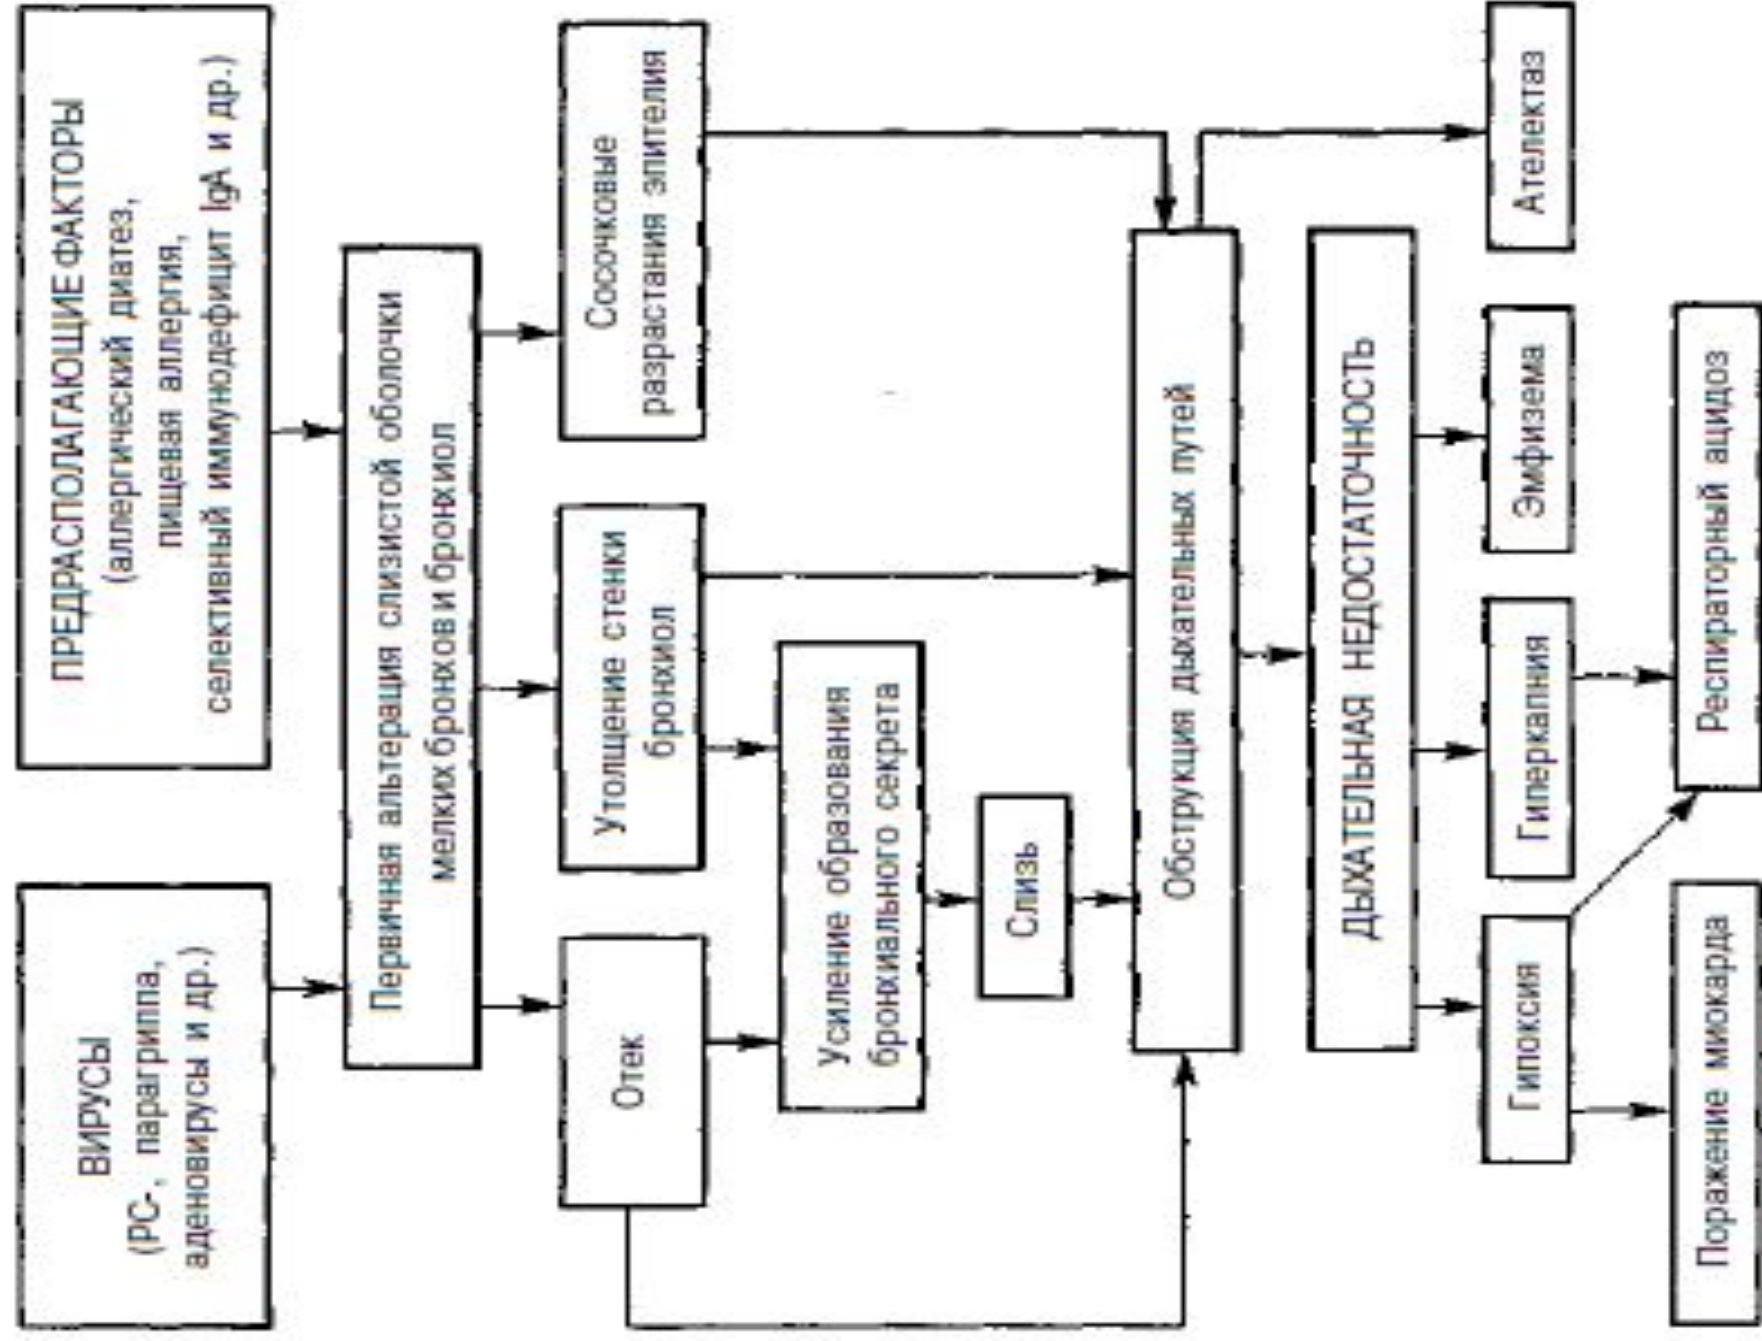 ВИРУСЫ
(РС-, парагриппа,
аденовирусы и др.)
ПРЕДРАСПОЛАГАЮЩИЕ ФАКТОРЫ
(аллергический диатез,
пищевая аллергия,
селективный иммунодефицит IgA и др.)
Первичная альтерация слизистой оболочки
мелких бронхов и бронхиол
Отек
Утолщение стенки
бронхиол
Сосочковые
разрастания эпителия
Усиление образования
бронхиального секрета
Слизь
Обструкция дыхательных путей
ДЫХАТЕЛЬНАЯ НЕДОСТАТОЧНОСТЬ
Гипоксия
Гиперкапния
Эмфизема
Ателектаз
Поражение миокарда
Респираторный ацидоз